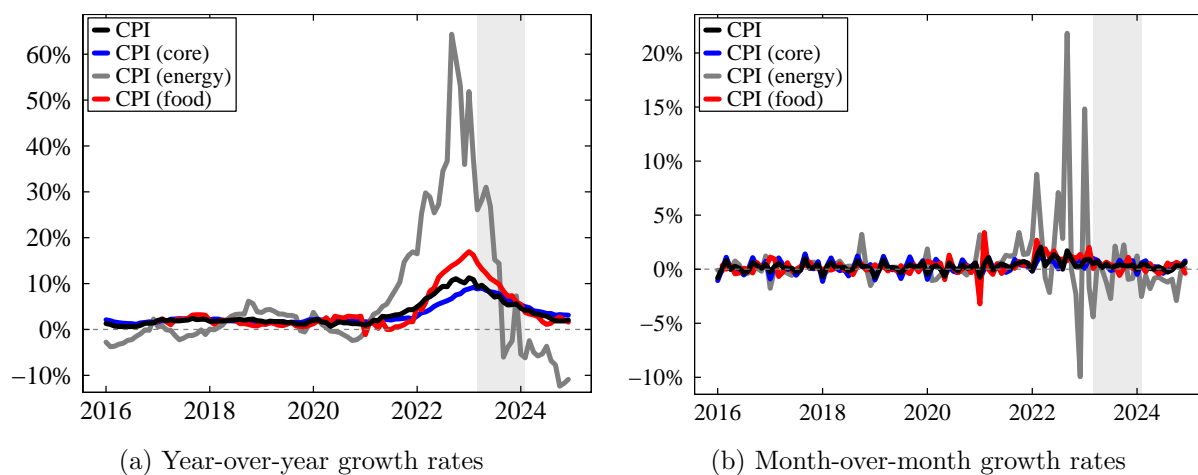 60%
50%
40%
30%
20%
10%
0%
−10%
2016 2018 2020 2022 2024
CPI
CPI (core)
CPI (energy)
CPI (food)
(a) Year-over-year growth rates
20%
15%
10%
5%
0%
−5%
−10%
2016 2018 2020 2022 2024
CPI
CPI (core)
CPI (energy)
CPI (food)
(b) Month-over-month growth rates